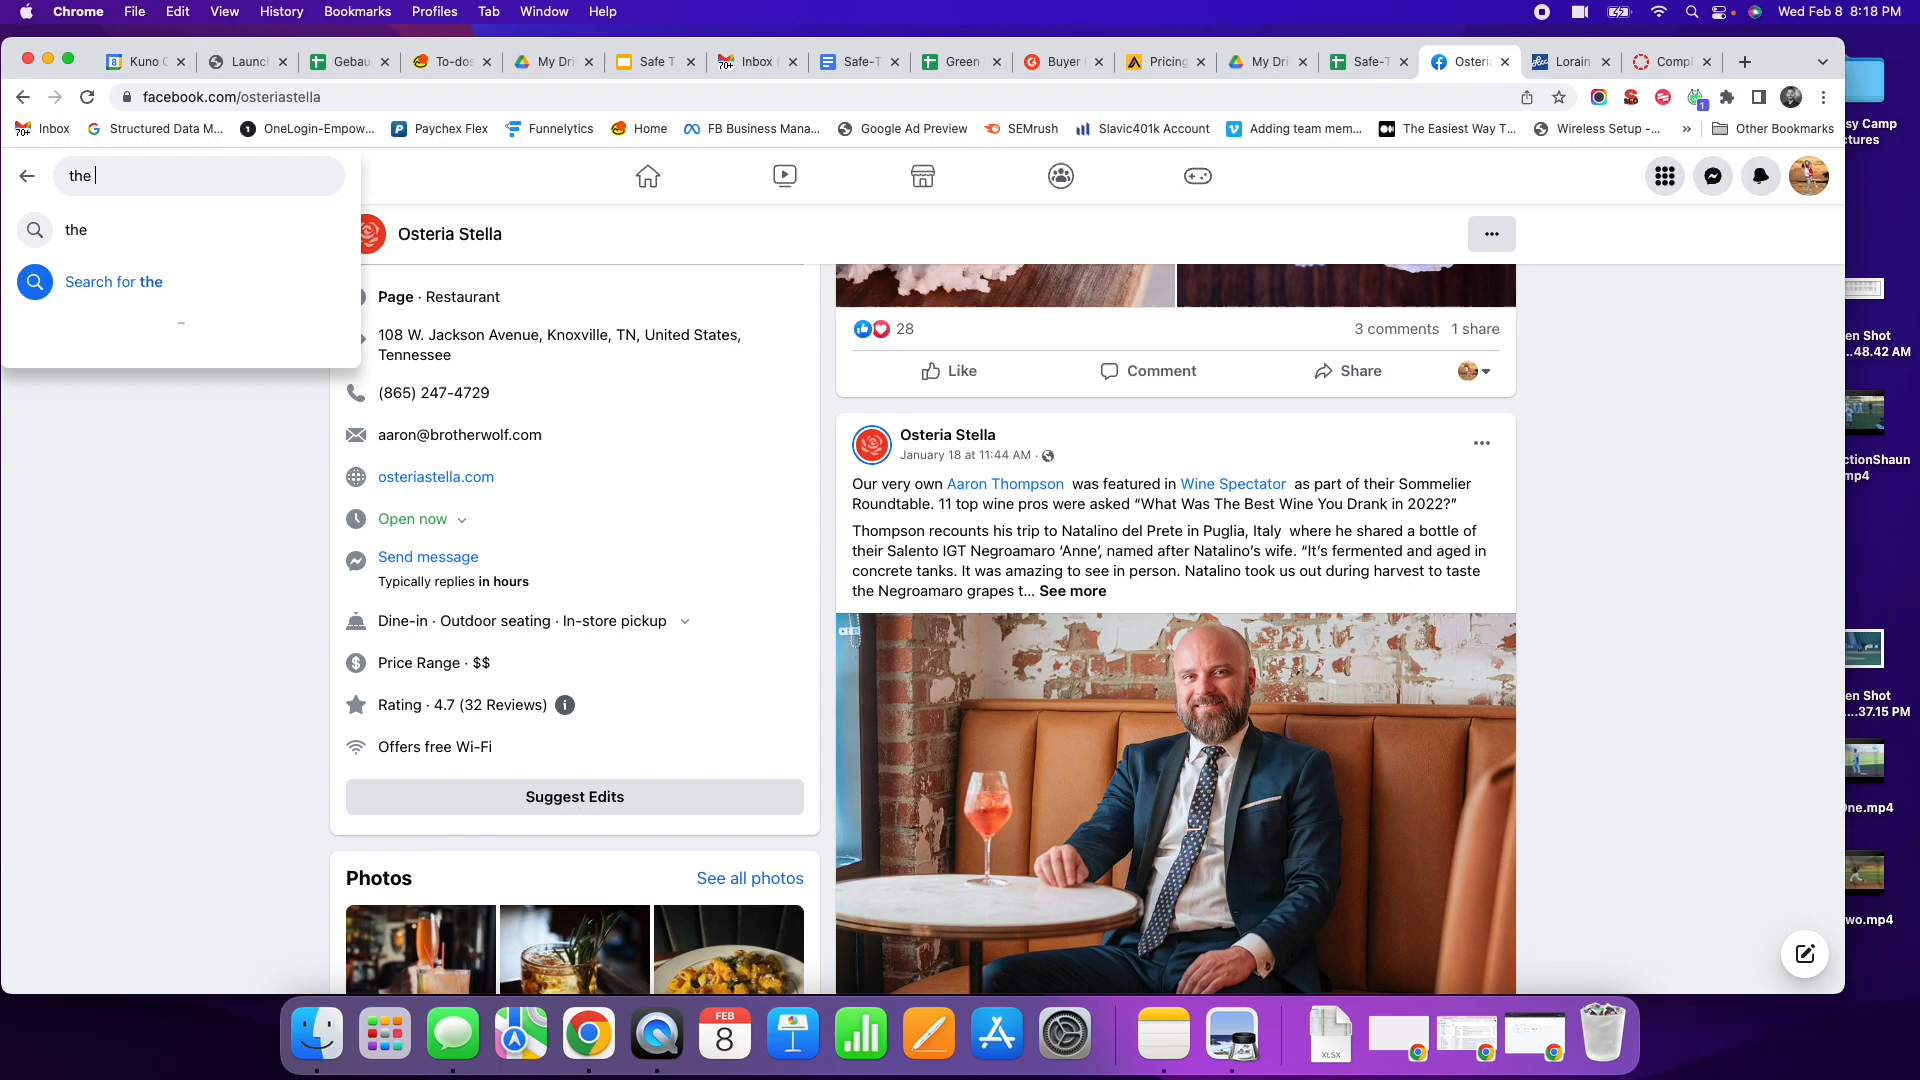 Chrome File Edit View History Bookmarks Profiles Tab Window Help Wed Feb 8 8:18 PM
Kuno Launc Gebau To-dos My Dri Safe T Inbox Safe-T Green Buyer Pricing My Dri Safe-T Osteri Lorain Compl
facebook.com/osteriastella
Inbox Structured Data M... OneLogin-Empow... Paychex Flex Funnelytics Home FB Business Mana... Google Ad Preview SEMrush Slavic401k Account Adding team mem... The Easiest Way T... Wireless Setup -... » Other Bookmarks
the
the
Search for the
Osteria Stella
Page · Restaurant
108 W. Jackson Avenue, Knoxville, TN, United States,
Tennessee
(865) 247-4729
aaron@brotherwolf.com
osteriastella.com
Open now
Send message
Typically replies in hours
Dine-in · Outdoor seating · In-store pickup
Price Range · $$
Rating · 4.7 (32 Reviews)
Offers free Wi-Fi
Suggest Edits
Photos See all photos
28 3 comments 1 share
Like Comment Share
Osteria Stella
January 18 at 11:44 AM ·
Our very own Aaron Thompson was featured in Wine Spectator as part of their Sommelier
Roundtable. 11 top wine pros were asked “What Was The Best Wine You Drank in 2022?”
Thompson recounts his trip to Natalino del Prete in Puglia, Italy where he shared a bottle of
their Salento IGT Negroamaro ‘Anne’, named after Natalino’s wife. “It’s fermented and aged in
concrete tanks. It was amazing to see in person. Natalino took us out during harvest to taste
the Negroamaro grapes t... See more
sy Camp
ctures
en Shot
...48.42 AM
ctionShaun
mp4
en Shot
....37.15 PM
ne.mp4
wo.mp4
FEB
8
XLSX